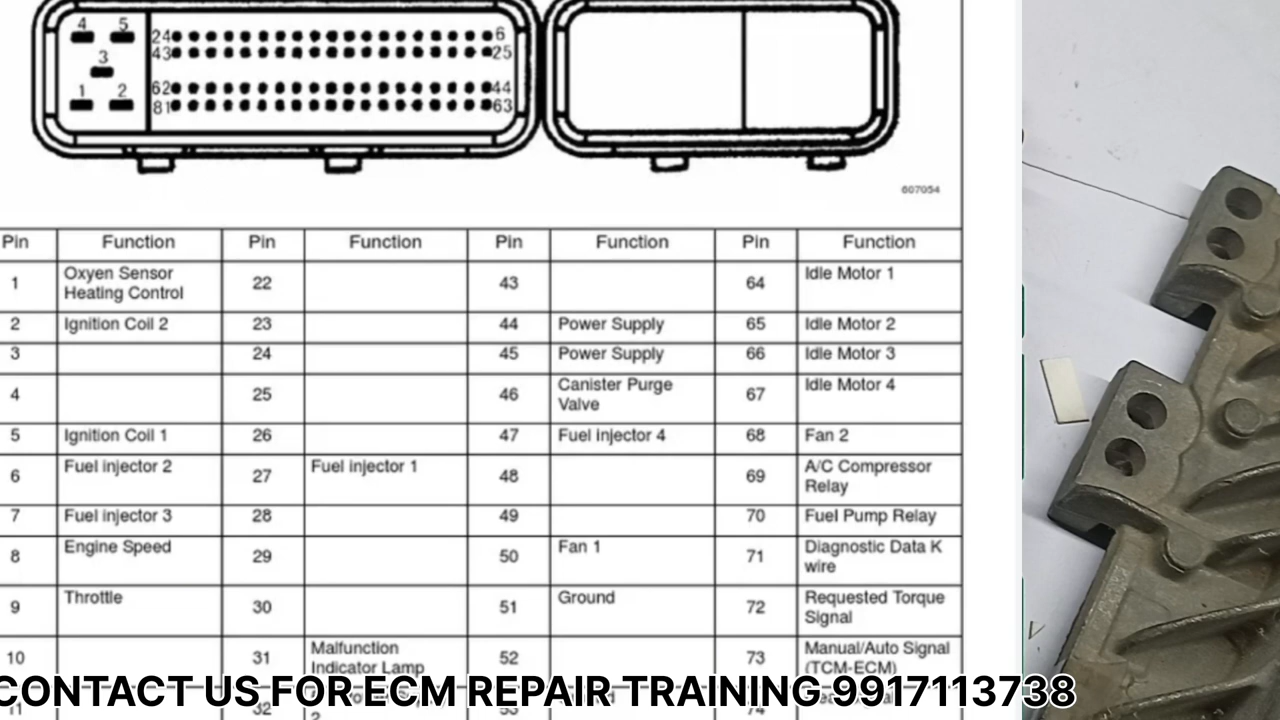 4 5
24 6
43 25
3
62 44
1 2
81 63
607054
Pin Function Pin Function Pin Function Pin Function
1 Oxyen Sensor Heating Control 22 43 64 Idle Motor 1
2 Ignition Coil 2 23 44 Power Supply 65 Idle Motor 2
3 24 45 Power Supply 66 Idle Motor 3
4 25 46 Canister Purge Valve 67 Idle Motor 4
5 Ignition Coil 1 26 47 Fuel injector 4 68 Fan 2
6 Fuel injector 2 27 Fuel injector 1 48 69 A/C Compressor Relay
7 Fuel injector 3 28 49 70 Fuel Pump Relay
8 Engine Speed 29 50 Fan 1 71 Diagnostic Data K wire
9 Throttle 30 51 Ground 72 Requested Torque Signal
10 31 Malfunction Indicator Lamp 52 73 Manual/Auto Signal (TCM-ECM)
CONTACT US FOR ECM REPAIR TRAINING 9917113738
11 32 2 53 74